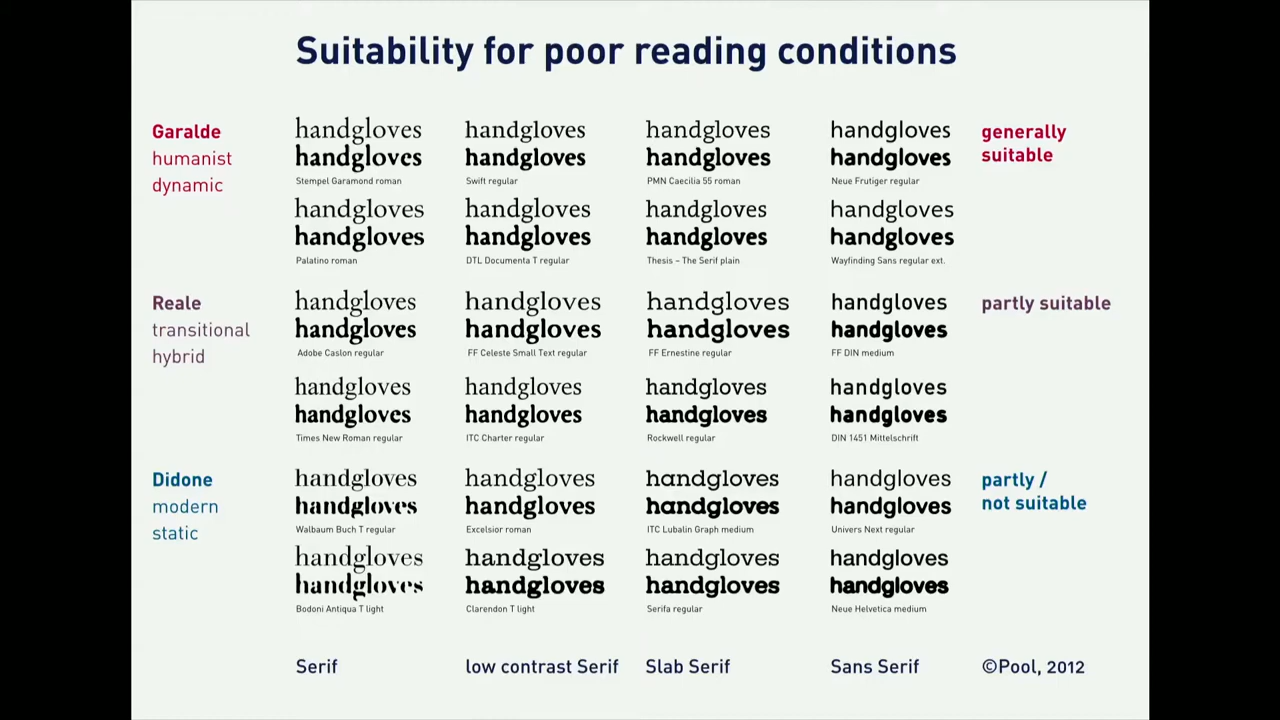 Suitability for poor reading conditions
Garalde
humanist
dynamic
handgloves handgloves handgloves handgloves
handgloves handgloves handgloves handgloves
Stempel Garamond roman Swift regular PMN Caecilia 55 roman Neue Frutiger regular
generally
suitable
handgloves handgloves handgloves handgloves
handgloves handgloves handgloves handgloves
Palatino roman DTL Documenta T regular Thesis – The Serif plain Wayfinding Sans regular ext.
Reale
transitional
hybrid
handgloves handgloves handgloves handgloves
handgloves handgloves handgloves handgloves
Adobe Caslon regular FF Celeste Small Text regular FF Ernestine regular FF DIN medium
partly suitable
handgloves handgloves handgloves handgloves
handgloves handgloves handgloves handgloves
Times New Roman regular ITC Charter regular Rockwell regular DIN 1451 Mittelschrift
Didone
modern
static
handgloves handgloves handgloves handgloves
handgloves handgloves handgloves handgloves
Walbaum Buch T regular Excelsior roman ITC Lubalin Graph medium Univers Next regular
partly /
not suitable
handgloves handgloves handgloves handgloves
handgloves handgloves handgloves handgloves
Bodoni Antiqua T light Clarendon T light Serifa regular Neue Helvetica medium
Serif low contrast Serif Slab Serif Sans Serif ©Pool, 2012